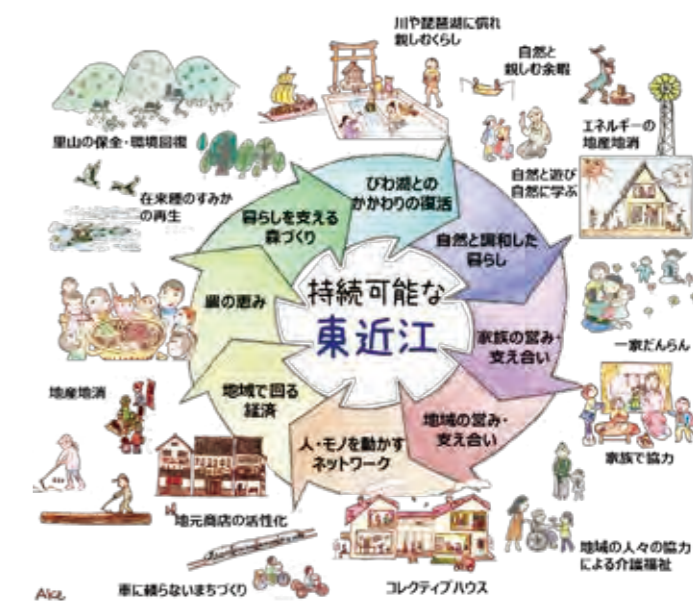 川や琵琶湖に慣れ
親しむくらし
自然と
親しむ余暇
エネルギーの
地産地消
里山の保全・環境回復
自然と遊び
自然に学ぶ
在来種のすみか
の再生
びわ湖との
かかわりの復活
暮らしを支える
森づくり
自然と調和した
暮らし
持続可能な
東近江
農の恵み
家族の営み・
支え合い
一家だんらん
地産地消
地域で回る
経済
地域の営み・
支え合い
人・モノを動かす
ネットワーク
家族で協力
地元商店の活性化
地域の人々の協力
による介護福祉
車に頼らないまちづくり
コレクティブハウス